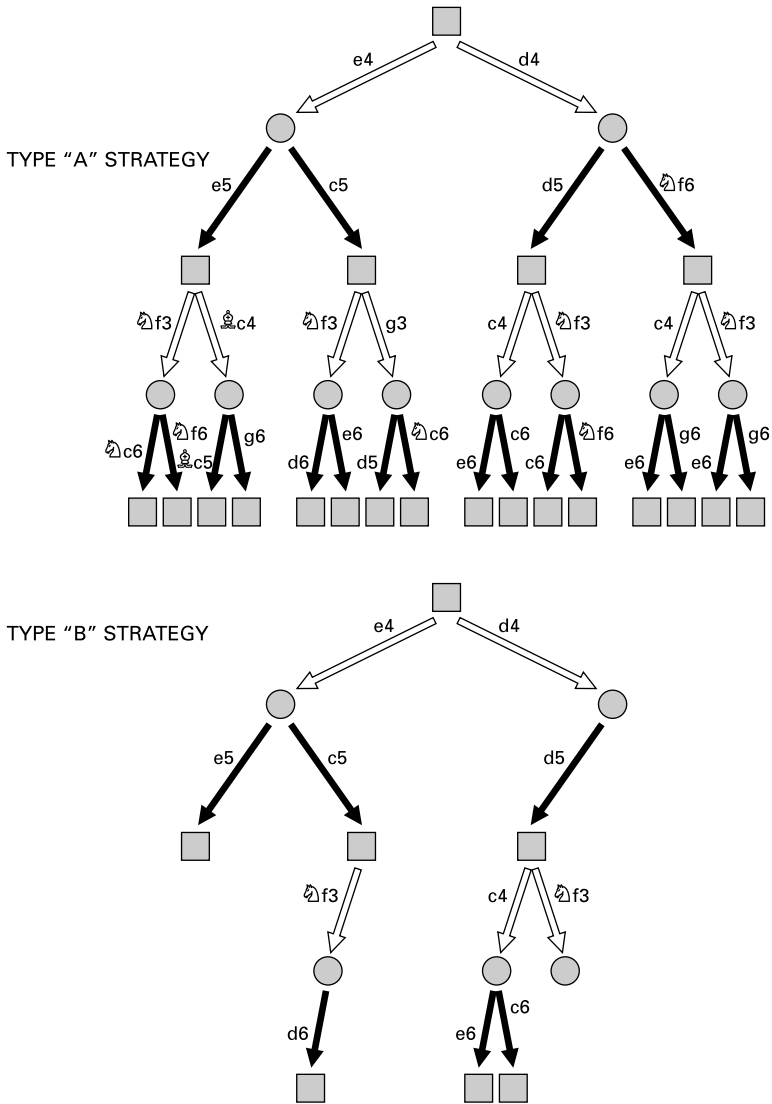 e4 d4
TYPE “A” STRATEGY
e5 c5 d5 ♘f6
♘f3 ♗c4 ♘f3 g3 c4 ♘f3 c4 ♘f3
♘c6 ♘f6 ♗c5 g6 d6 e6 d5 ♘c6 e6 c6 c6 ♘f6 e6 g6 e6 g6
e4 d4
TYPE “B” STRATEGY
e5 c5 d5
♘f3 c4 ♘f3
d6 e6 c6